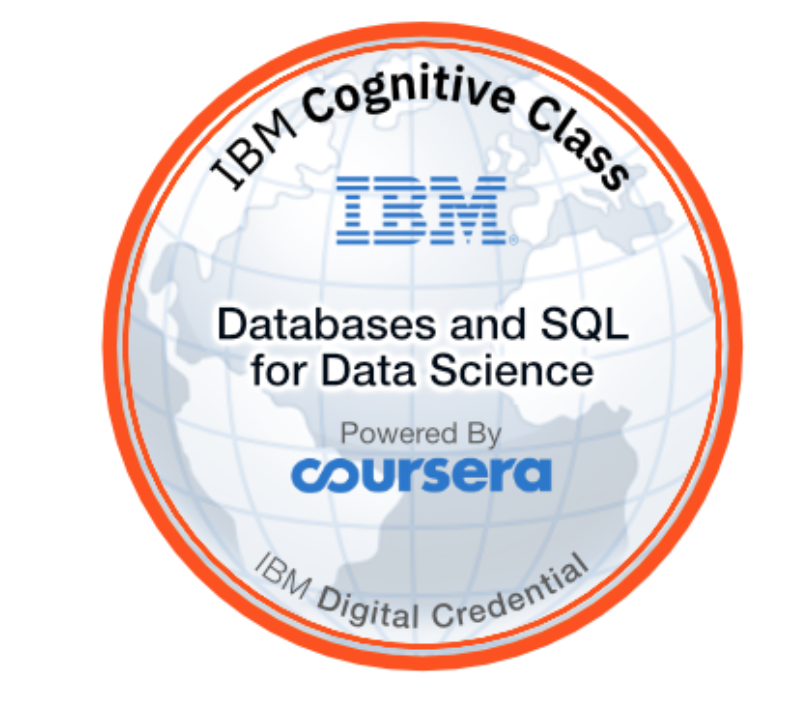 IBM Cognitive Class
IBM®
Databases and SQL
for Data Science
Powered By
coursera
IBM Digital Credential